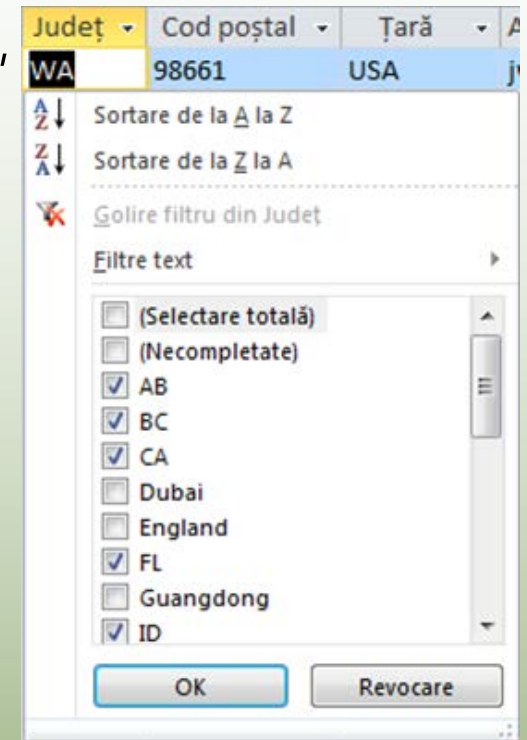 Județ Cod poștal Țară A
WA 98661 USA j
Sortare de la A la Z
Sortare de la Z la A
Golire filtru din Județ
Filtre text
(Selectare totală)
(Necompletate)
AB
BC
CA
Dubai
England
FL
Guangdong
ID
OK Revocare